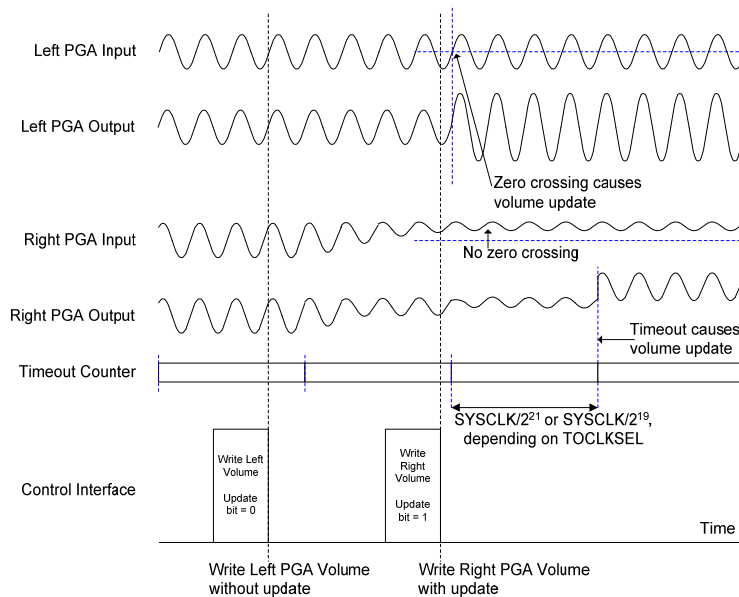 Left PGA Input
Left PGA Output
Zero crossing causes
volume update
Right PGA Input
No zero crossing
Right PGA Output
Timeout causes
volume update
Timeout Counter
SYSCLK/2²¹ or SYSCLK/2¹⁹,
depending on TOCLKSEL
Control Interface
Write Left
Volume
Update
bit = 0
Write
Right
Volume
Update
bit = 1
Time
Write Left PGA Volume
without update
Write Right PGA Volume
with update